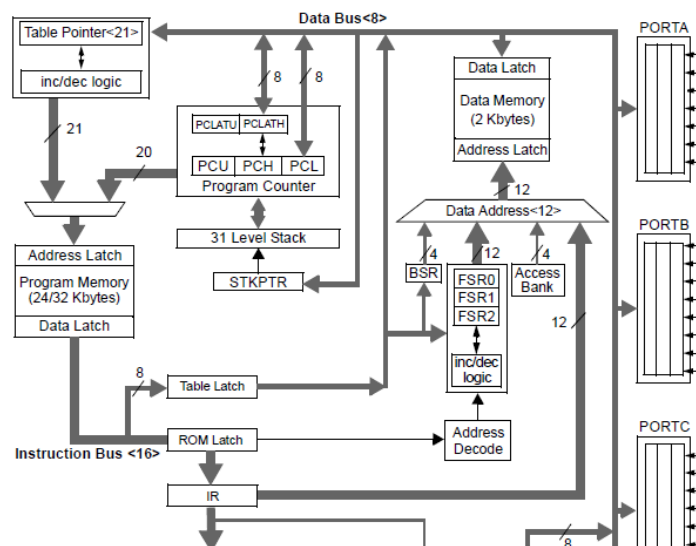 Data Bus<8>
PORTA
Table Pointer<21>
inc/dec logic
21
8
8
PCLATU PCLATH
PCU PCH PCL
Program Counter
20
31 Level Stack
STKPTR
Data Latch
Data Memory
(2 Kbytes)
Address Latch
12
Data Address<12>
4
12
4
BSR
FSR0
FSR1
FSR2
inc/dec
logic
Access
Bank
12
PORTB
Address Latch
Program Memory
(24/32 Kbytes)
Data Latch
8
Table Latch
ROM Latch
Address
Decode
Instruction Bus <16>
IR
PORTC
8